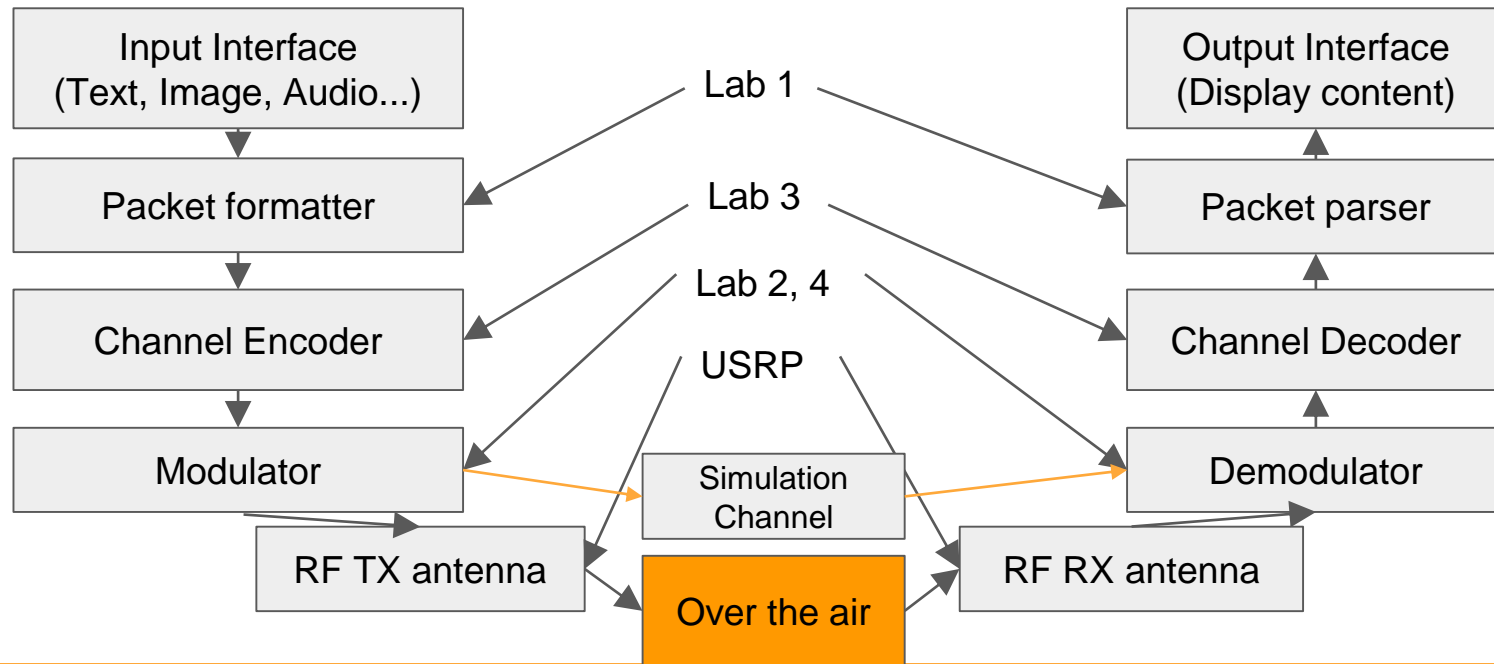 Input Interface
(Text, Image, Audio...)
Packet formatter
Channel Encoder
Modulator
RF TX antenna
Lab 1
Lab 3
Lab 2, 4
USRP
Simulation
Channel
Over the air
Output Interface
(Display content)
Packet parser
Channel Decoder
Demodulator
RF RX antenna